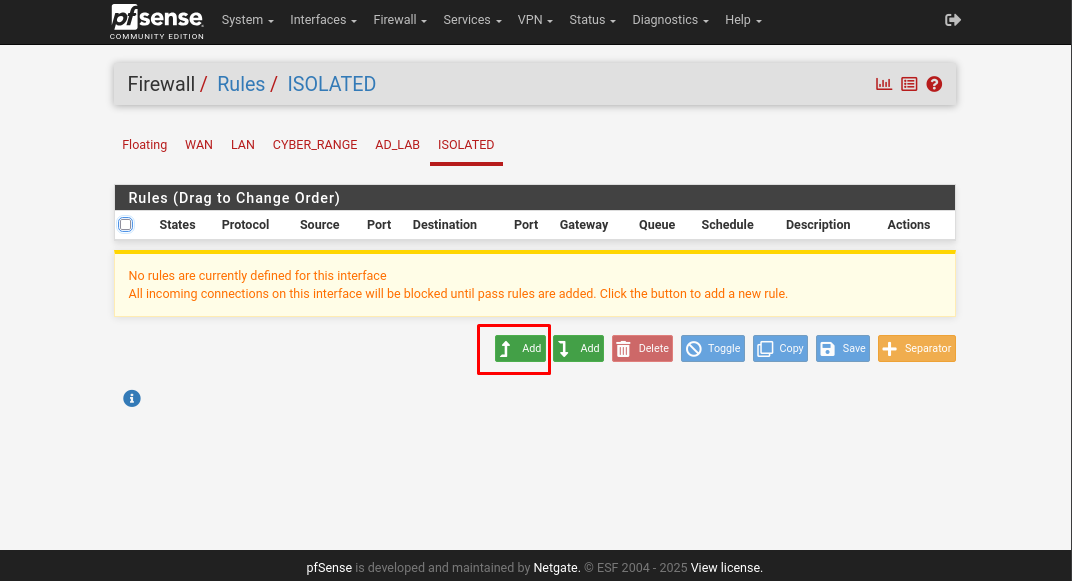 pfsense
COMMUNITY EDITION
System Interfaces Firewall Services VPN Status Diagnostics Help
Firewall / Rules / ISOLATED
Floating WAN LAN CYBER_RANGE AD_LAB ISOLATED
Rules (Drag to Change Order)
States Protocol Source Port Destination Port Gateway Queue Schedule Description Actions
No rules are currently defined for this interface
All incoming connections on this interface will be blocked until pass rules are added. Click the button to add a new rule.
Add Add Delete Toggle Copy Save Separator
pfSense is developed and maintained by Netgate. © ESF 2004 - 2025 View license.